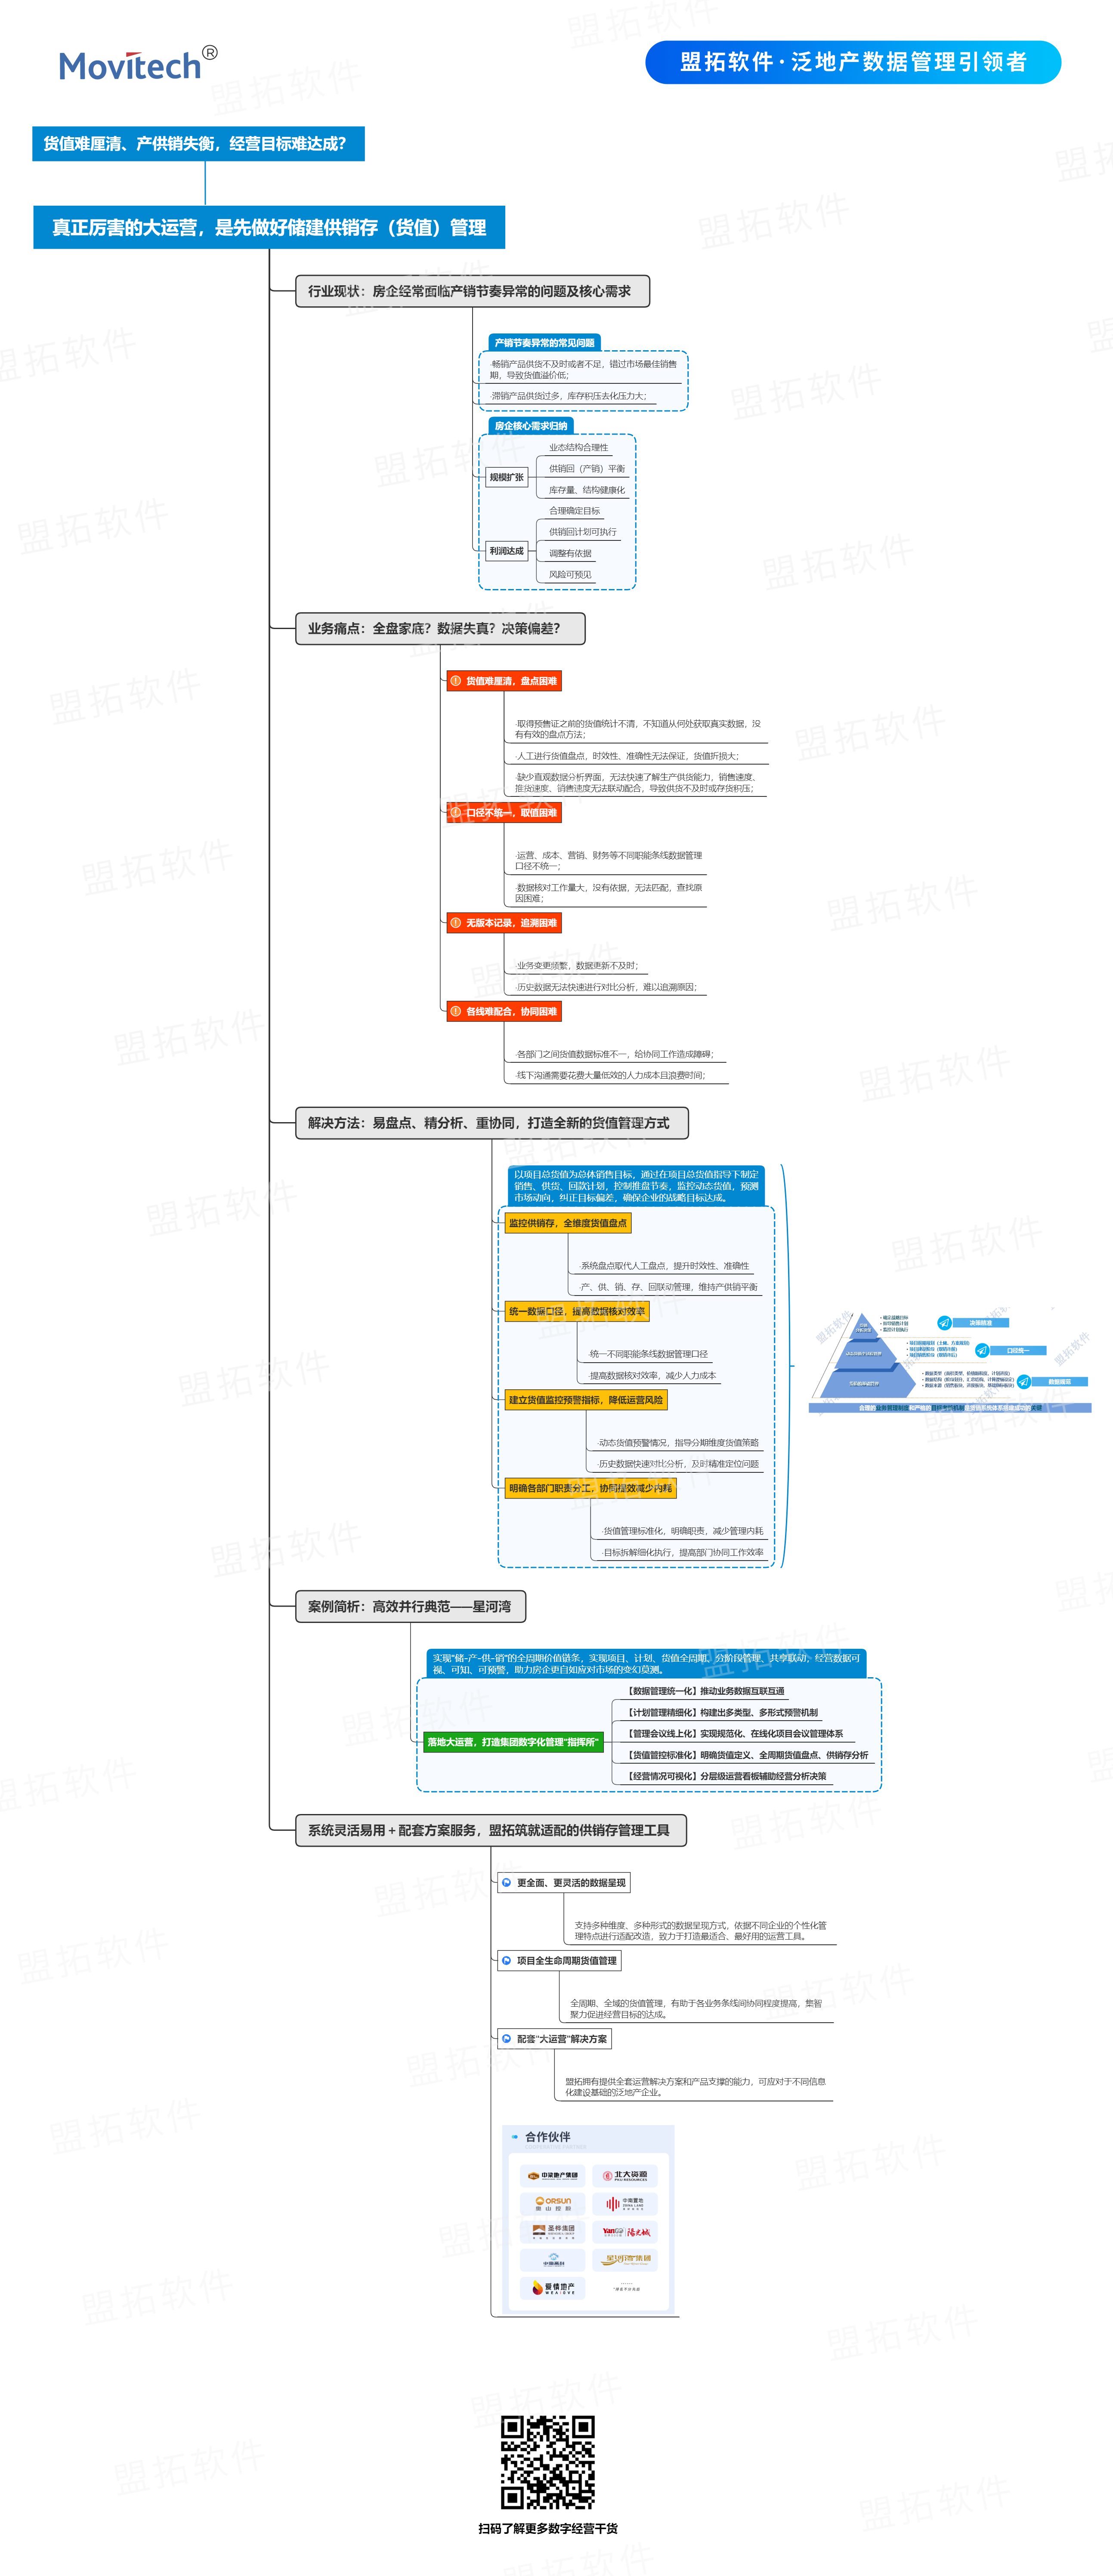 Movitech®
盟拓软件·泛地产数据管理引领者
货值难厘清、产供销失衡，经营目标难达成？
真正厉害的大运营，是先做好储建供销存（货值）管理
行业现状：房企经常面临产销节奏异常的问题及核心需求
产销节奏异常的常见问题
·畅销产品供货不及时或者不足，错过市场最佳销售
期，导致货值溢价低；
·滞销产品供货过多，库存积压去化压力大；
房企核心需求归纳
规模扩张
业态结构合理性
供销回（产销）平衡
库存量、结构健康化
利润达成
合理确定目标
供销回计划可执行
调整有依据
风险可预见
业务痛点：全盘家底？数据失真？决策偏差？
货值难厘清，盘点困难
·取得预售证之前的货值统计不清，不知道从何处获取真实数据，没
有有效的盘点方法；
·人工进行货值盘点，时效性、准确性无法保证，货值折损大；
·缺少直观数据分析界面，无法快速了解生产供货能力，销售速度、
推货速度、销售速度无法联动配合，导致供货不及时或存货积压；
口径不统一，取值困难
·运营、成本、营销、财务等不同职能条线数据管理
口径不统一；
·数据核对工作量大，没有依据，无法匹配，查找原
因困难；
无版本记录，追溯困难
·业务变更频繁，数据更新不及时；
·历史数据无法快速进行对比分析，难以追溯原因；
各线难配合，协同困难
·各部门之间货值数据标准不一，给协同工作造成障碍；
·线下沟通需要花费大量低效的人力成本且浪费时间；
解决方法：易盘点、精分析、重协同，打造全新的货值管理方式
以项目总货值为总体销售目标，通过在项目总货值指导下制定
销售、供货、回款计划，控制推盘节奏，监控动态货值，预测
市场动向，纠正目标偏差，确保企业的战略目标达成。
监控供销存，全维度货值盘点
·系统盘点取代人工盘点，提升时效性、准确性
·产、供、销、存、回联动管理，维持产供销平衡
统一数据口径，提高数据核对效率
·统一不同职能条线数据管理口径
·提高数据核对效率，减少人力成本
建立货值监控预警指标，降低运营风险
·动态货值预警情况，指导分期维度货值策略
·历史数据快速对比分析，及时精准定位问题
明确各部门职责分工，协同提效减少内耗
·货值管理标准化，明确职责，减少管理内耗
·目标拆解细化执行，提高部门协同工作效率
决策精准
口径统一
数据规范
案例简析：高效并行典范——星河湾
实现“储-产-供-销”的全周期价值链条，实现项目、计划、货值全周期、分阶段管理、共享联动，经营数据可
视、可知、可预警，助力房企更自如应对市场的变幻莫测。
落地大运营，打造集团数字化管理“指挥所”
【数据管理统一化】推动业务数据互联互通
【计划管理精细化】构建出多类型、多形式预警机制
【管理会议线上化】实现规范化、在线化项目会议管理体系
【货值管控标准化】明确货值定义、全周期货值盘点、供销存分析
【经营情况可视化】分层级运营看板辅助经营分析决策
系统灵活易用＋配套方案服务，盟拓筑就适配的供销存管理工具
更全面、更灵活的数据呈现
支持多种维度、多种形式的数据呈现方式，依据不同企业的个性化管
理特点进行适配改造，致力于打造最适合、最好用的运营工具。
项目全生命周期货值管理
全周期、全域的货值管理，有助于各业务条线间协同程度提高，集智
聚力促进经营目标的达成。
配套“大运营”解决方案
盟拓拥有提供全套运营解决方案和产品支撑的能力，可应对于不同信息
化建设基础的泛地产企业。
合作伙伴
中梁地产集团
北大资源
ORSUN
奥山控股
中南置地
圣桦集团
YanGo 阳光城
星河湾集团
爱情地产
扫码了解更多数字经营干货
盟拓软件